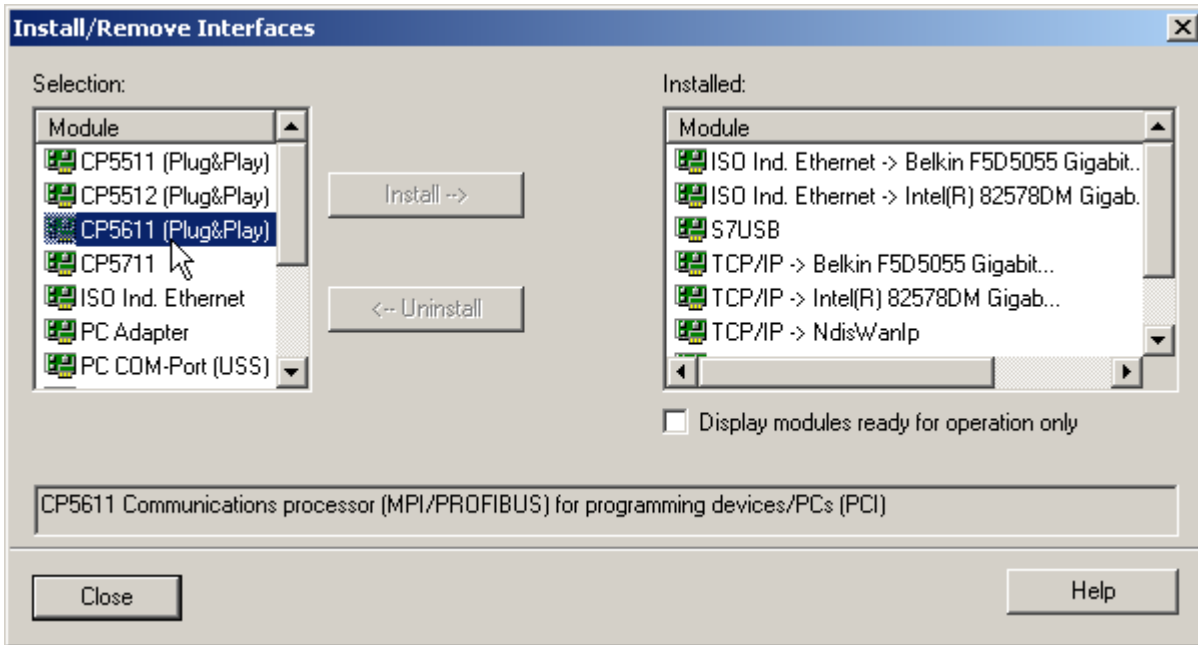 Install/Remove Interfaces
Selection:
Module
CP5511 (Plug&Play)
CP5512 (Plug&Play)
CP5611 (Plug&Play)
CP5711
ISO Ind. Ethernet
PC Adapter
PC COM-Port (USS)
Install -->
<-- Uninstall
Installed:
Module
ISO Ind. Ethernet -> Belkin F5D5055 Gigabit..
ISO Ind. Ethernet -> Intel(R) 82578DM Gigab.
S7USB
TCP/IP -> Belkin F5D5055 Gigabit...
TCP/IP -> Intel(R) 82578DM Gigab...
TCP/IP -> NdisWanIp
Display modules ready for operation only
CP5611 Communications processor (MPI/PROFIBUS) for programming devices/PCs (PCI)
Close
Help